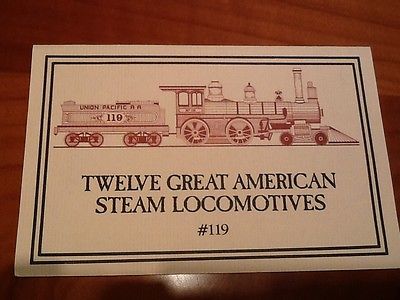 UNION PACIFIC R R
119
TWELVE GREAT AMERICAN
STEAM LOCOMOTIVES
#119